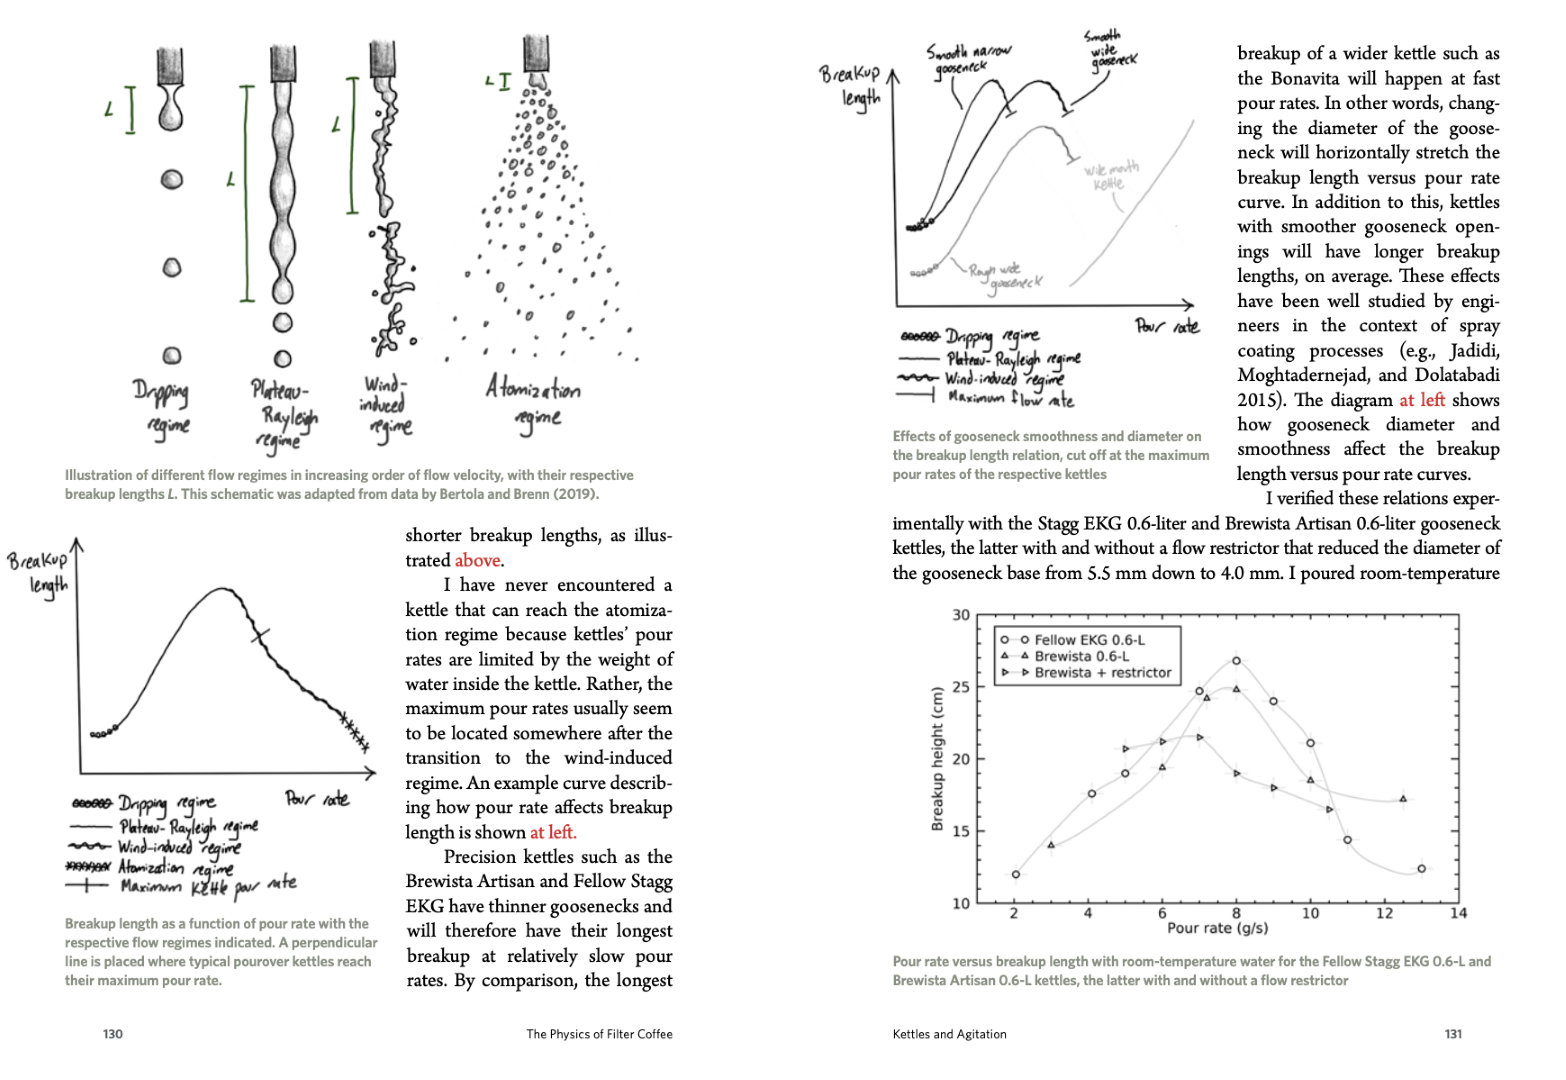 L
L
L
L
Dripping
regime
Plateau-
Rayleigh
regime
Wind-
induced
regime
Atomization
regime
Illustration of different flow regimes in increasing order of flow velocity, with their respective
breakup lengths L. This schematic was adapted from data by Bertola and Brenn (2019).
Breakup
length
Pour rate
Dripping regime
Plateau-Rayleigh regime
Wind-induced regime
Atomization regime
Maximum kettle pour rate
Breakup length as a function of pour rate with the
respective flow regimes indicated. A perpendicular
line is placed where typical pourover kettles reach
their maximum pour rate.
shorter breakup lengths, as illus-
trated above.
I have never encountered a
kettle that can reach the atomiza-
tion regime because kettles’ pour
rates are limited by the weight of
water inside the kettle. Rather, the
maximum pour rates usually seem
to be located somewhere after the
transition to the wind-induced
regime. An example curve describ-
ing how pour rate affects breakup
length is shown at left.
Precision kettles such as the
Brewista Artisan and Fellow Stagg
EKG have thinner goosenecks and
will therefore have their longest
breakup at relatively slow pour
rates. By comparison, the longest
130
The Physics of Filter Coffee
Breakup
length
Smooth narrow
gooseneck
Smooth
wide
gooseneck
Wide mouth
kettle
Rough wide
gooseneck
Pour rate
Dripping regime
Plateau-Rayleigh regime
Wind-induced regime
Maximum flow rate
Effects of gooseneck smoothness and diameter on
the breakup length relation, cut off at the maximum
pour rates of the respective kettles
breakup of a wider kettle such as
the Bonavita will happen at fast
pour rates. In other words, chang-
ing the diameter of the goose-
neck will horizontally stretch the
breakup length versus pour rate
curve. In addition to this, kettles
with smoother gooseneck open-
ings will have longer breakup
lengths, on average. These effects
have been well studied by engi-
neers in the context of spray
coating processes (e.g., Jadidi,
Moghtadernejad, and Dolatabadi
2015). The diagram at left shows
how gooseneck diameter and
smoothness affect the breakup
length versus pour rate curves.
I verified these relations exper-
imentally with the Stagg EKG 0.6-liter and Brewista Artisan 0.6-liter gooseneck
kettles, the latter with and without a flow restrictor that reduced the diameter of
the gooseneck base from 5.5 mm down to 4.0 mm. I poured room-temperature
30
25
20
15
10
Breakup height (cm)
Fellow EKG 0.6-L
Brewista 0.6-L
Brewista + restrictor
2 4 6 8 10 12 14
Pour rate (g/s)
Pour rate versus breakup length with room-temperature water for the Fellow Stagg EKG 0.6-L and
Brewista Artisan 0.6-L kettles, the latter with and without a flow restrictor
Kettles and Agitation
131